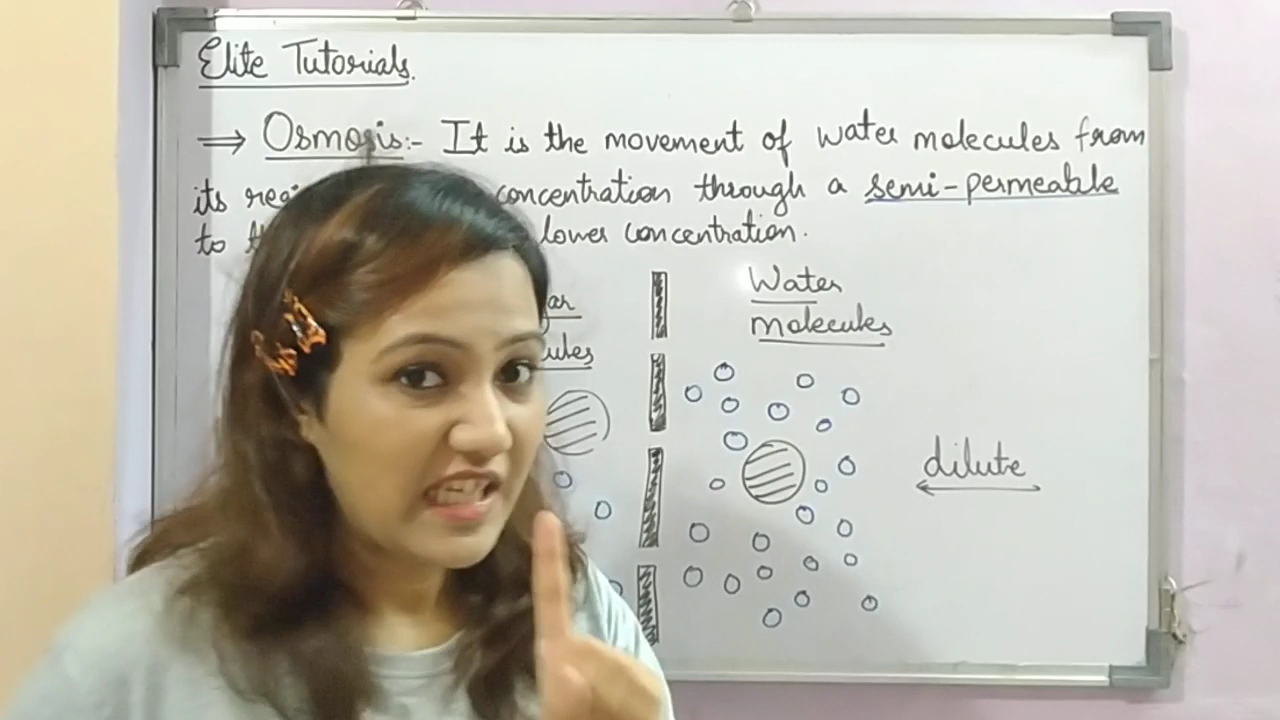 Elite Tutorials.
⇒ Osmosis:- It is the movement of water molecules from
its concentration through a semi-permeable
to lower concentration.
Water
molecules
dilute